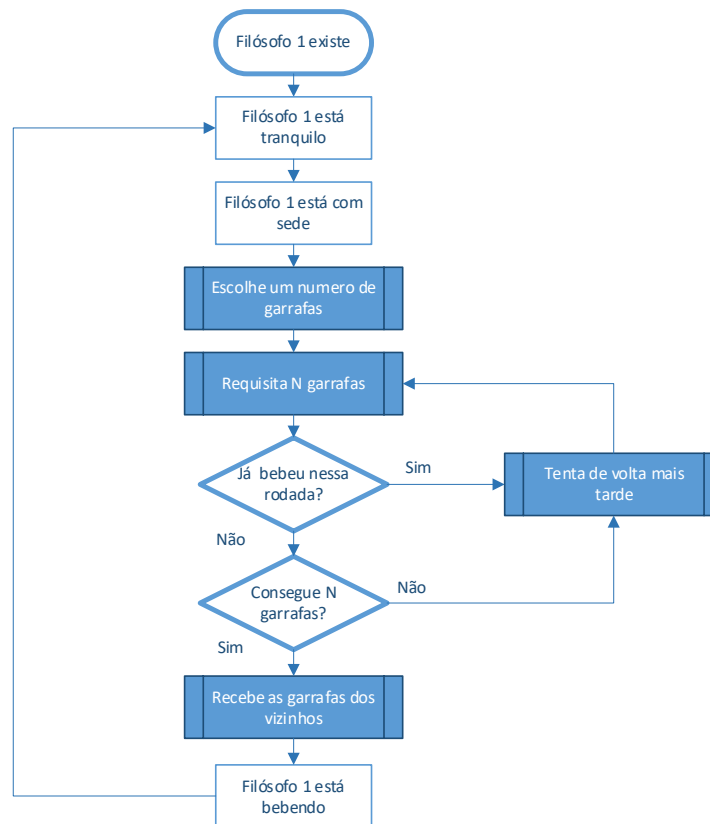 Filósofo 1 existe
Filósofo 1 está
tranquilo
Filósofo 1 está com
sede
Escolhe um numero de
garrafas
Requisita N garrafas
Já bebeu nessa
rodada?
Sim
Tenta de volta mais
tarde
Não
Consegue N
garrafas?
Não
Sim
Recebe as garrafas dos
vizinhos
Filósofo 1 está
bebendo